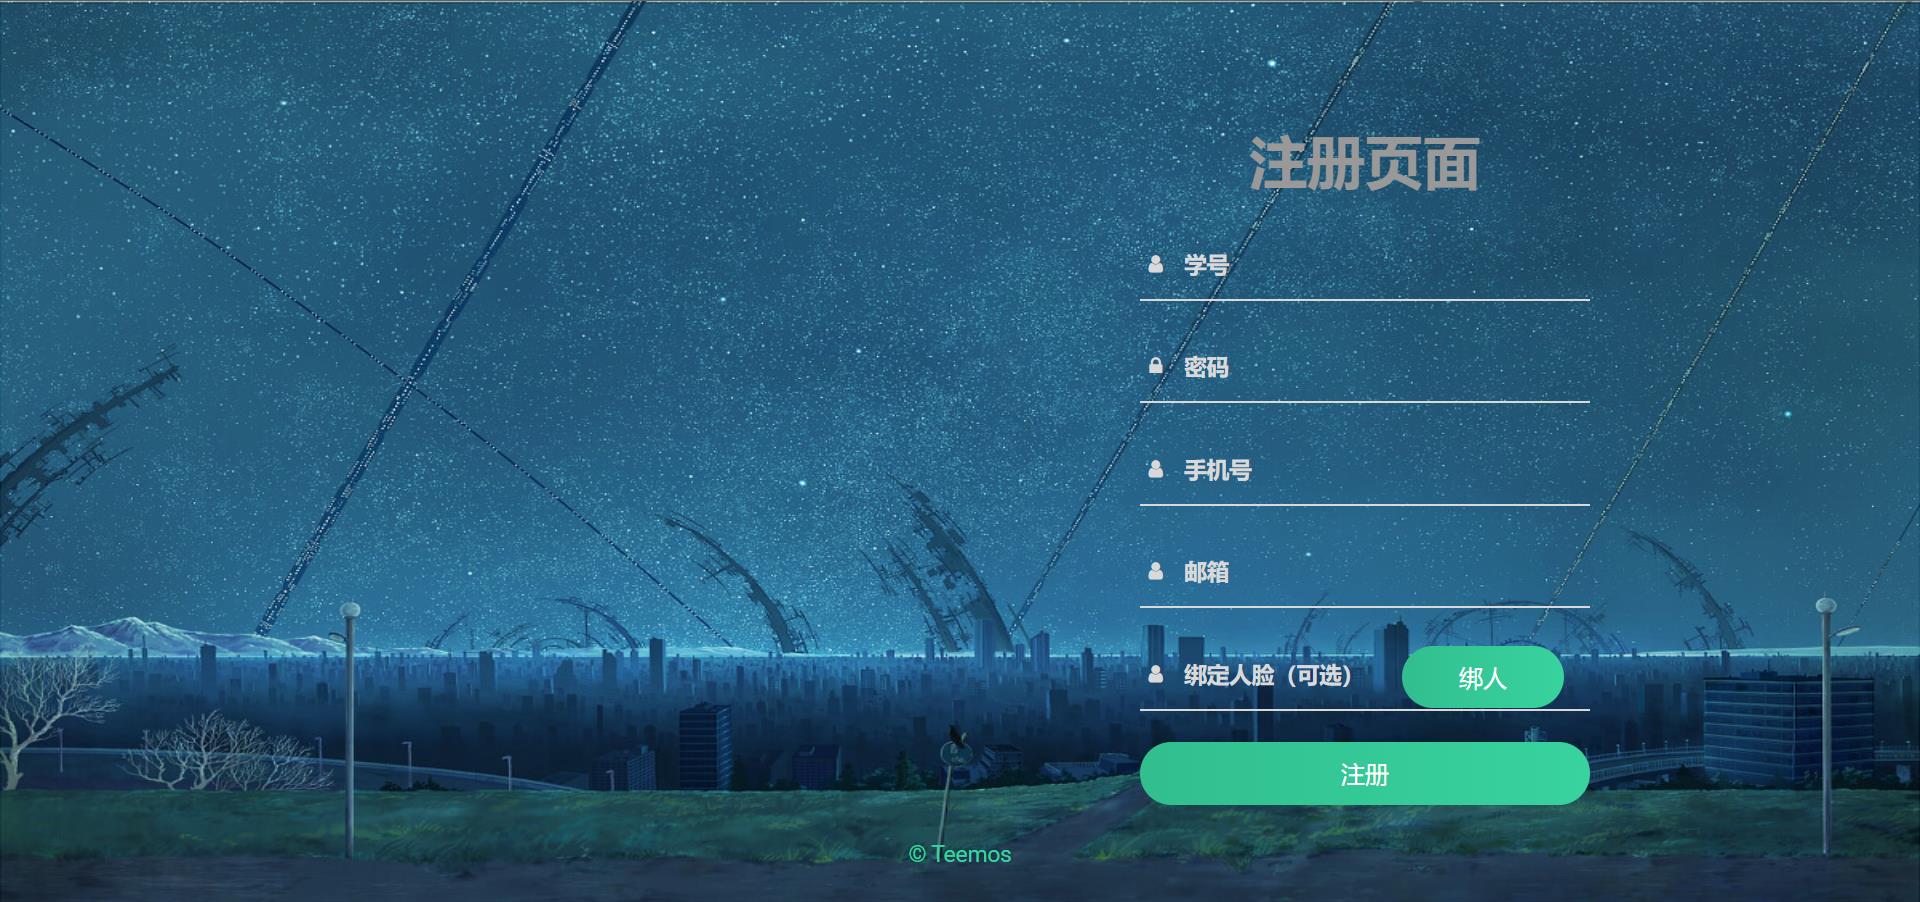 注册页面
学号
密码
手机号
邮箱
绑定人脸（可选）
绑人
注册
© Teemos